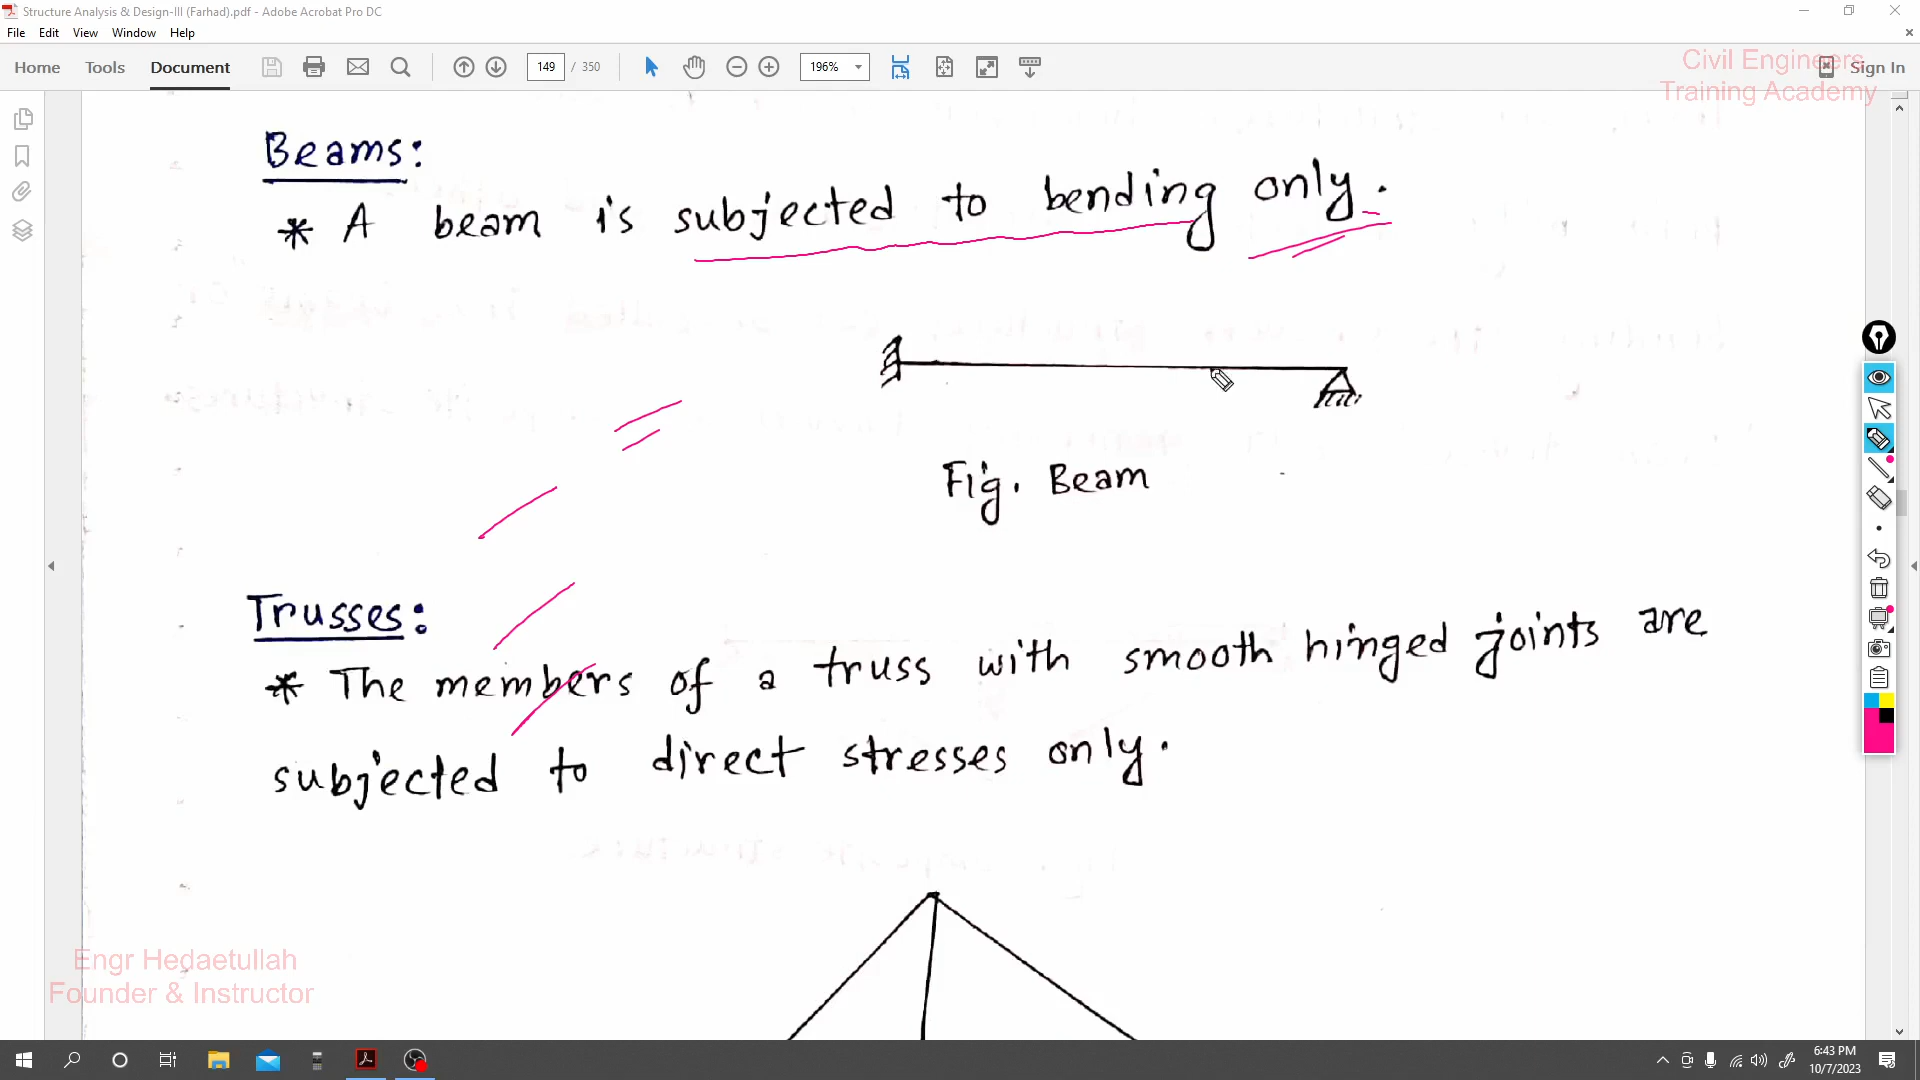 Structure Analysis & Design-III (Farhad).pdf - Adobe Acrobat Pro DC
File Edit View Window Help
Home Tools Document 149 / 350 196% Sign In
Civil Engineers
Training Academy
Beams:
* A beam is subjected to bending only.
Fig. Beam
Trusses:
* The members of a truss with smooth hinged joints are
subjected to direct stresses only.
Engr Hedaetullah
Founder & Instructor
6:43 PM
10/7/2023